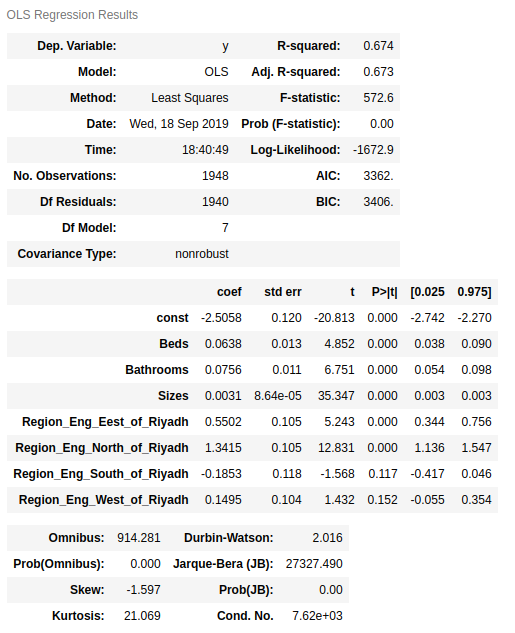 OLS Regression Results
Dep. Variable: y R-squared: 0.674
Model: OLS Adj. R-squared: 0.673
Method: Least Squares F-statistic: 572.6
Date: Wed, 18 Sep 2019 Prob (F-statistic): 0.00
Time: 18:40:49 Log-Likelihood: -1672.9
No. Observations: 1948 AIC: 3362.
Df Residuals: 1940 BIC: 3406.
Df Model: 7
Covariance Type: nonrobust
coef std err t P>|t| [0.025 0.975]
const -2.5058 0.120 -20.813 0.000 -2.742 -2.270
Beds 0.0638 0.013 4.852 0.000 0.038 0.090
Bathrooms 0.0756 0.011 6.751 0.000 0.054 0.098
Sizes 0.0031 8.64e-05 35.347 0.000 0.003 0.003
Region_Eng_Eest_of_Riyadh 0.5502 0.105 5.243 0.000 0.344 0.756
Region_Eng_North_of_Riyadh 1.3415 0.105 12.831 0.000 1.136 1.547
Region_Eng_South_of_Riyadh -0.1853 0.118 -1.568 0.117 -0.417 0.046
Region_Eng_West_of_Riyadh 0.1495 0.104 1.432 0.152 -0.055 0.354
Omnibus: 914.281 Durbin-Watson: 2.016
Prob(Omnibus): 0.000 Jarque-Bera (JB): 27327.490
Skew: -1.597 Prob(JB): 0.00
Kurtosis: 21.069 Cond. No. 7.62e+03